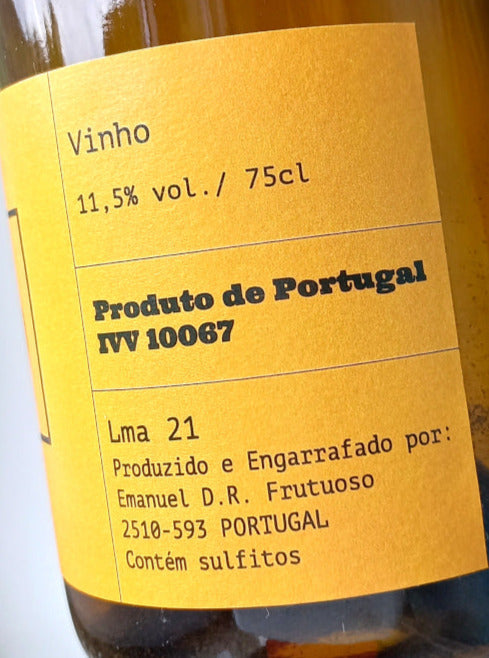 Vinho
11,5% vol./ 75cl
Produto de Portugal
IVV 10067
Lma 21
Produzido e Engarrafado por:
Emanuel D.R. Frutuoso
2510-593 PORTUGAL
Contém sulfitos